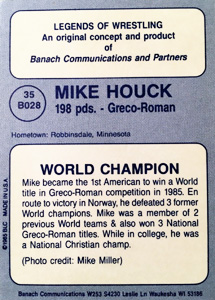 LEGENDS OF WRESTLING
An original concept and product
of
Banach Communications and Partners
35
B028
MIKE HOUCK
198 pds. - Greco-Roman
Hometown: Robbinsdale, Minnesota
WORLD CHAMPION
Mike became the 1st American to win a World
title in Greco-Roman competition in 1985. En
route to victory in Norway, he defeated 3 former
World champions. Mike was a member of 2
previous World teams & also won 3 National
Greco-Roman titles. While in college, he was
a National Christian champ.
(Photo credit: Mike Miller)
©1985 BLC MADE IN U.S.A.
Banach Communications W253 S4230 Leslie Ln Waukesha WI 53186